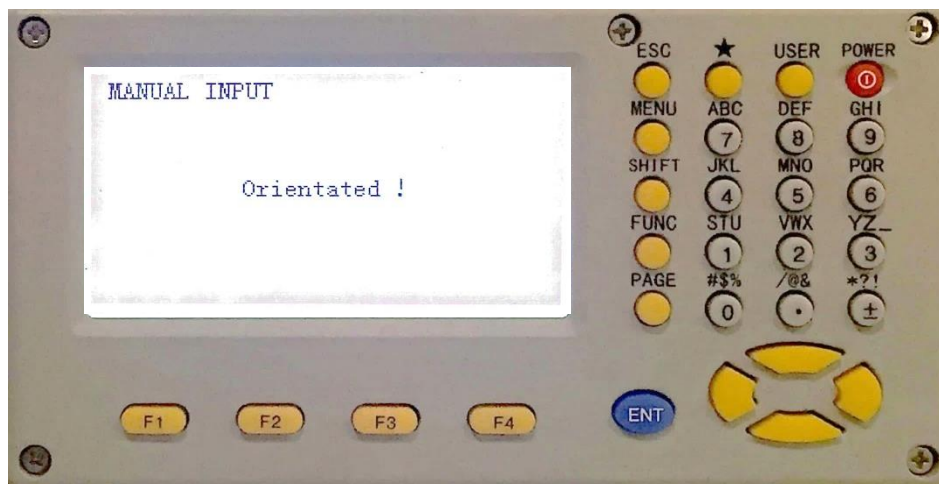 MANUAL INPUT
Orientated !
ESC ★ USER POWER
MENU ABC DEF GHI
7 8 9
SHIFT JKL MNO PQR
4 5 6
FUNC STU VWX YZ_
1 2 3
PAGE #$% /@& *?!
0 . ±
F1 F2 F3 F4 ENT